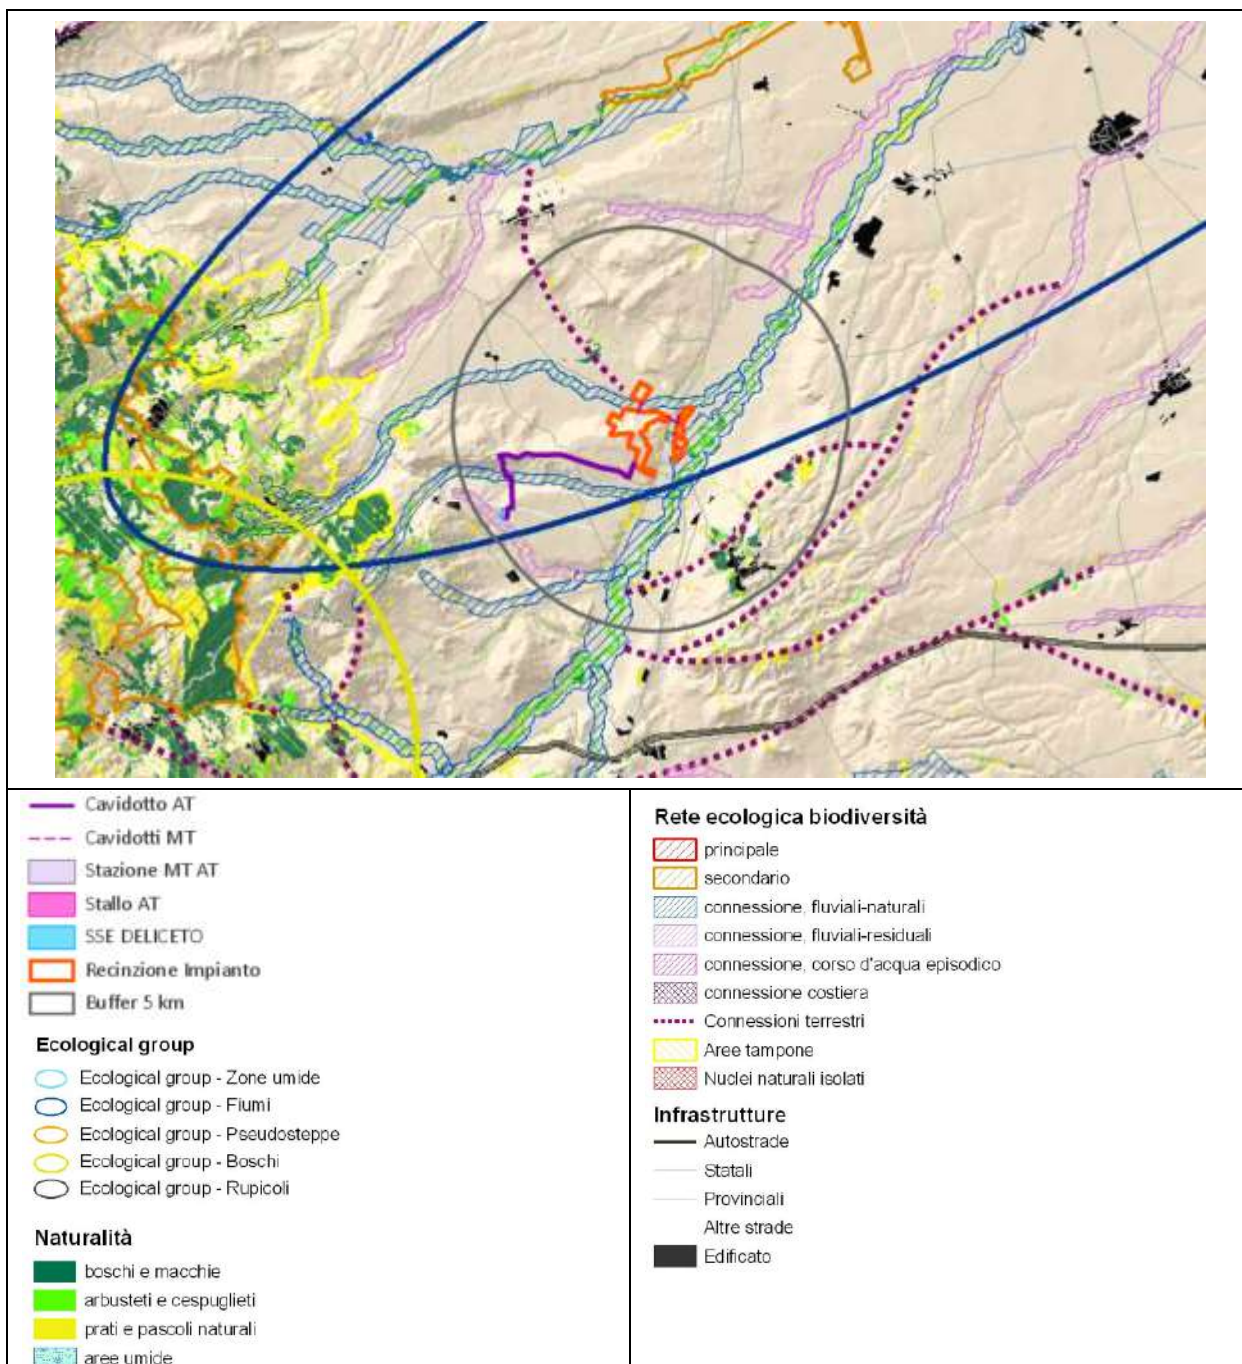 Cavidotto AT
Cavidotti MT
Stazione MT AT
Stallo AT
SSE DELICETO
Recinzione Impianto
Buffer 5 km
Ecological group
Ecological group - Zone umide
Ecological group - Fiumi
Ecological group - Pseudosteppe
Ecological group - Boschi
Ecological group - Rupicoli
Naturalità
boschi e macchie
arbusteti e cespuglieti
prati e pascoli naturali
aree umide
Rete ecologica biodiversità
principale
secondario
connessione, fluviali-naturali
connessione, fluviali-residuali
connessione, corso d'acqua episodico
connessione costiera
Connessioni terrestri
Aree tampone
Nuclei naturali isolati
Infrastrutture
Autostrade
Statali
Provinciali
Altre strade
Edificato